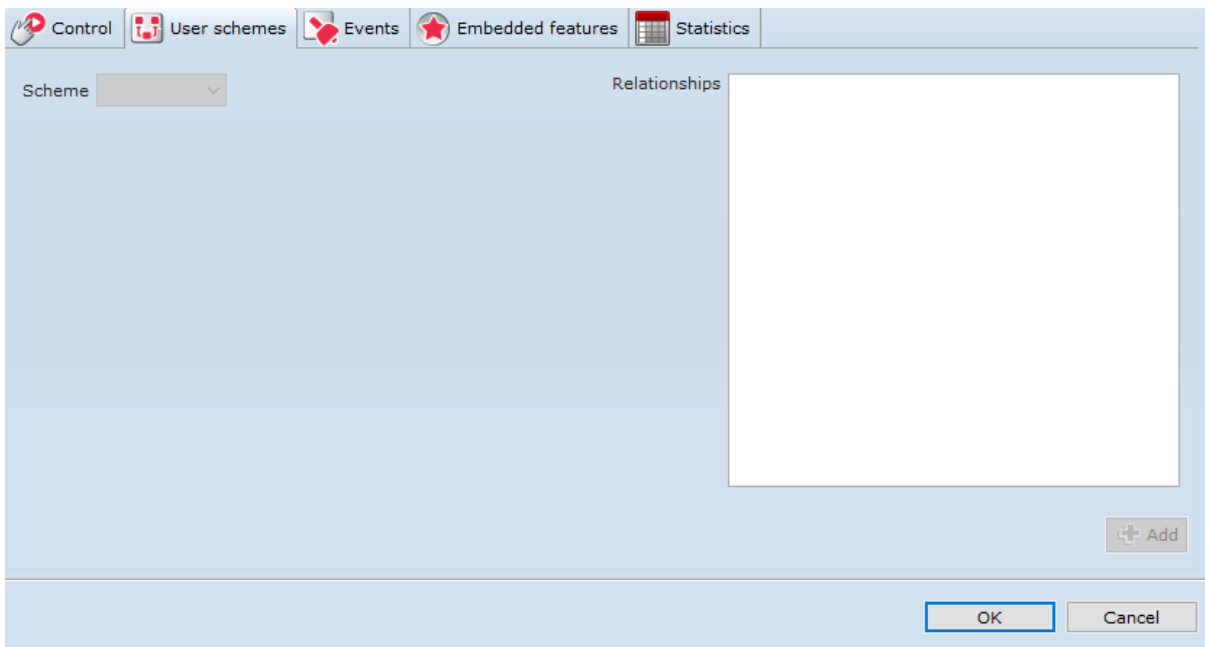 Control User schemes Events Embedded features Statistics
Scheme Relationships
Add
OK Cancel